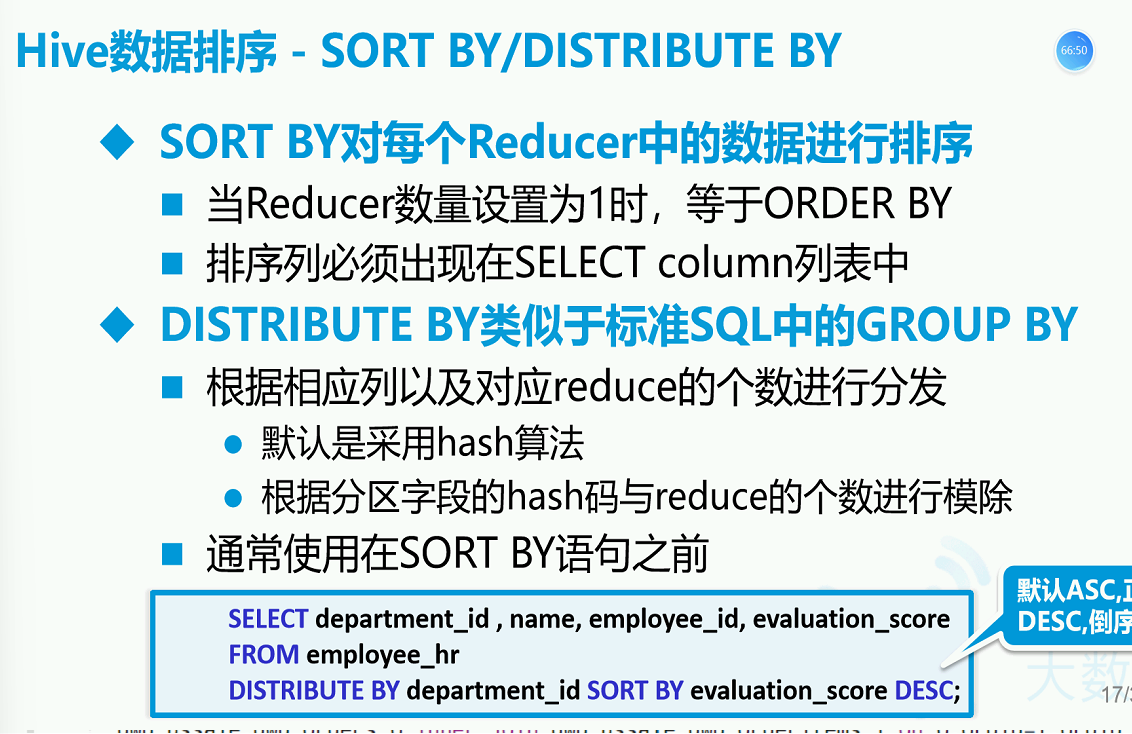 Hive数据排序 - SORT BY/DISTRIBUTE BY
66:50
SORT BY对每个Reducer中的数据进行排序
当Reducer数量设置为1时，等于ORDER BY
排序列必须出现在SELECT column列表中
DISTRIBUTE BY类似于标准SQL中的GROUP BY
根据相应列以及对应reduce的个数进行分发
默认是采用hash算法
根据分区字段的hash码与reduce的个数进行模除
通常使用在SORT BY语句之前
默认ASC,正
DESC,倒序
SELECT department_id , name, employee_id, evaluation_score
FROM employee_hr
DISTRIBUTE BY department_id SORT BY evaluation_score DESC;
大数
17/3